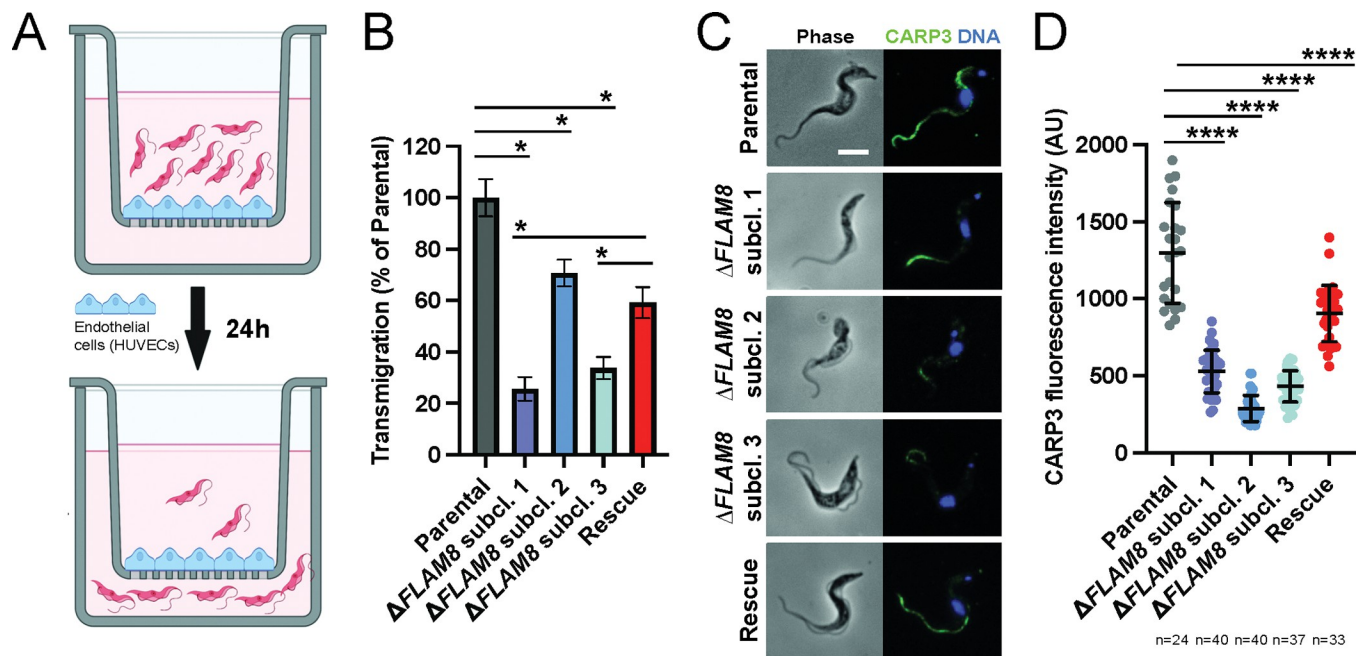 A
Endothelial
cells (HUVECs)
24h
B
Transmigration (% of Parental)
120
100
80
60
40
20
0
*
*
*
*
*
Parental
ΔFLAM8 subcl. 1
ΔFLAM8 subcl. 2
ΔFLAM8 subcl. 3
Rescue
C
Phase
CARP3 DNA
Parental
ΔFLAM8
subcl. 1
ΔFLAM8
subcl. 2
ΔFLAM8
subcl. 3
Rescue
D
CARP3 fluorescence intensity (AU)
****
****
****
****
2000
1500
1000
500
0
Parental
ΔFLAM8 subcl. 1
ΔFLAM8 subcl. 2
ΔFLAM8 subcl. 3
Rescue
n=24 n=40 n=40 n=37 n=33